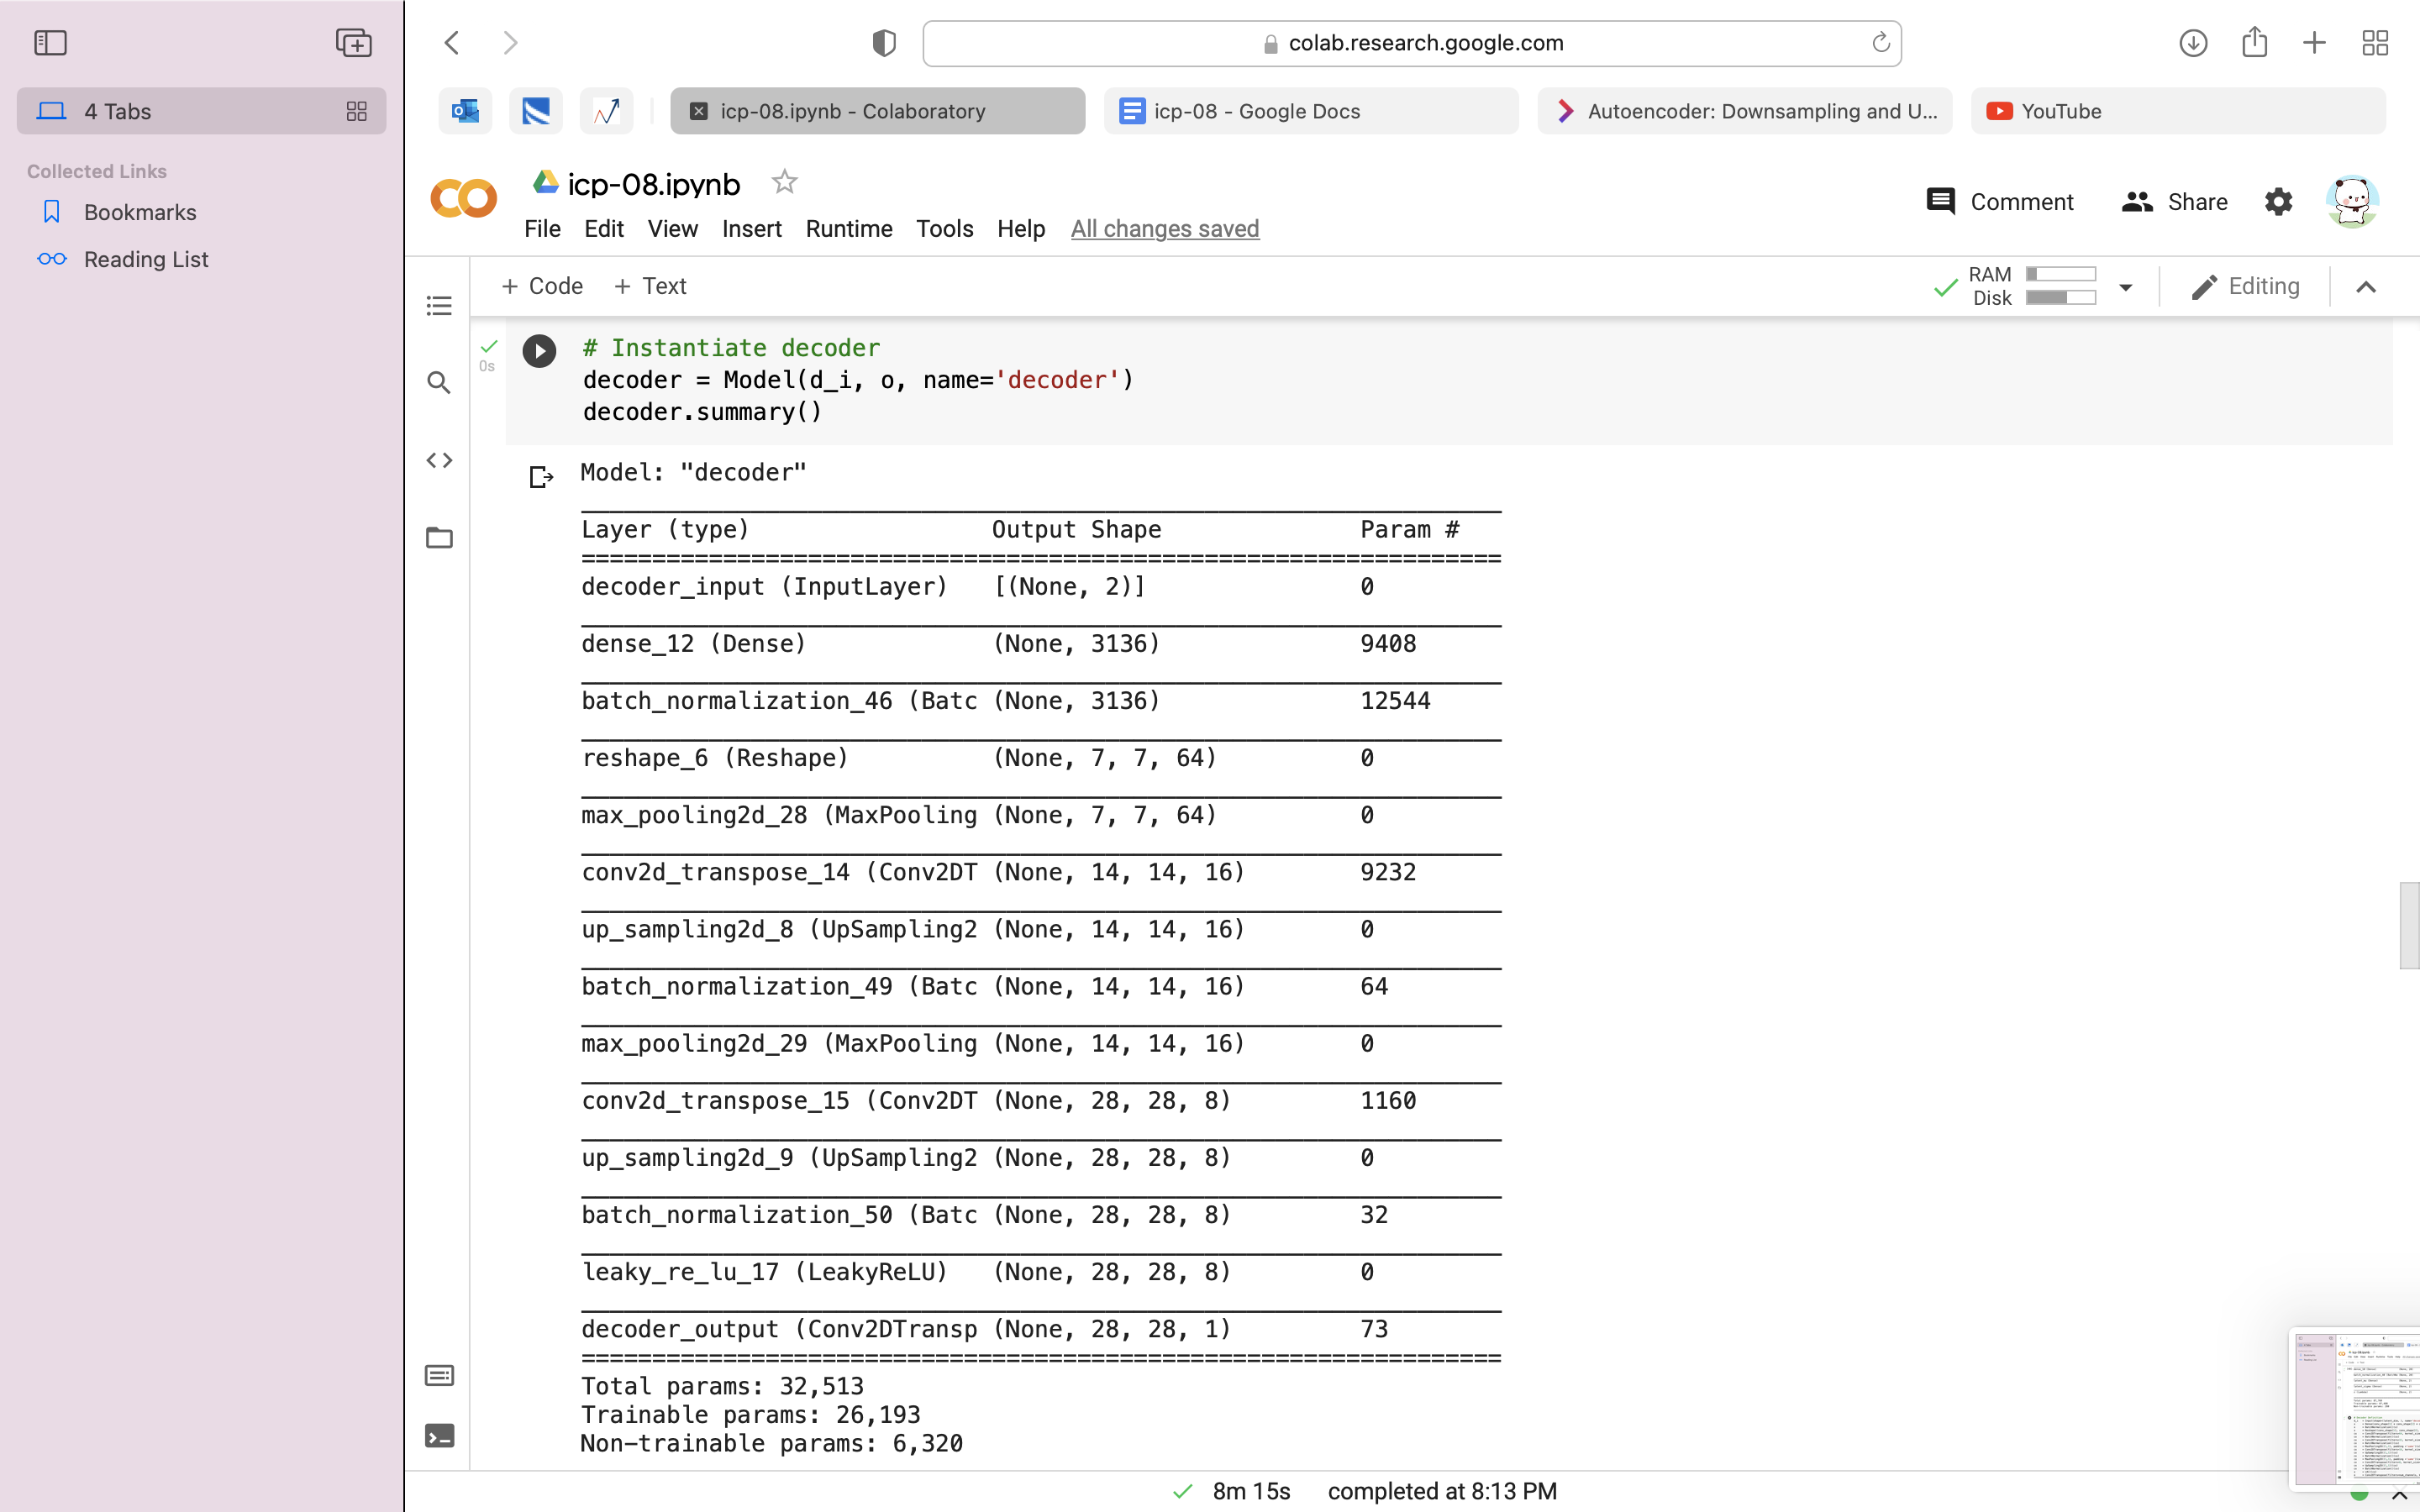 4 Tabs
Collected Links
Bookmarks
Reading List
colab.research.google.com
icp-08.ipynb - Colaboratory
icp-08 - Google Docs
Autoencoder: Downsampling and U...
YouTube
icp-08.ipynb
File Edit View Insert Runtime Tools Help All changes saved
Comment
Share
+ Code + Text
RAM
Disk
Editing
0s
# Instantiate decoder
decoder = Model(d_i, o, name='decoder')
decoder.summary()
Model: "decoder"
Layer (type) Output Shape Param #
=================================================================
decoder_input (InputLayer) [(None, 2)] 0
dense_12 (Dense) (None, 3136) 9408
batch_normalization_46 (Batc (None, 3136) 12544
reshape_6 (Reshape) (None, 7, 7, 64) 0
max_pooling2d_28 (MaxPooling (None, 7, 7, 64) 0
conv2d_transpose_14 (Conv2DT (None, 14, 14, 16) 9232
up_sampling2d_8 (UpSampling2 (None, 14, 14, 16) 0
batch_normalization_49 (Batc (None, 14, 14, 16) 64
max_pooling2d_29 (MaxPooling (None, 14, 14, 16) 0
conv2d_transpose_15 (Conv2DT (None, 28, 28, 8) 1160
up_sampling2d_9 (UpSampling2 (None, 28, 28, 8) 0
batch_normalization_50 (Batc (None, 28, 28, 8) 32
leaky_re_lu_17 (LeakyReLU) (None, 28, 28, 8) 0
decoder_output (Conv2DTransp (None, 28, 28, 1) 73
=================================================================
Total params: 32,513
Trainable params: 26,193
Non-trainable params: 6,320
8m 15s completed at 8:13 PM